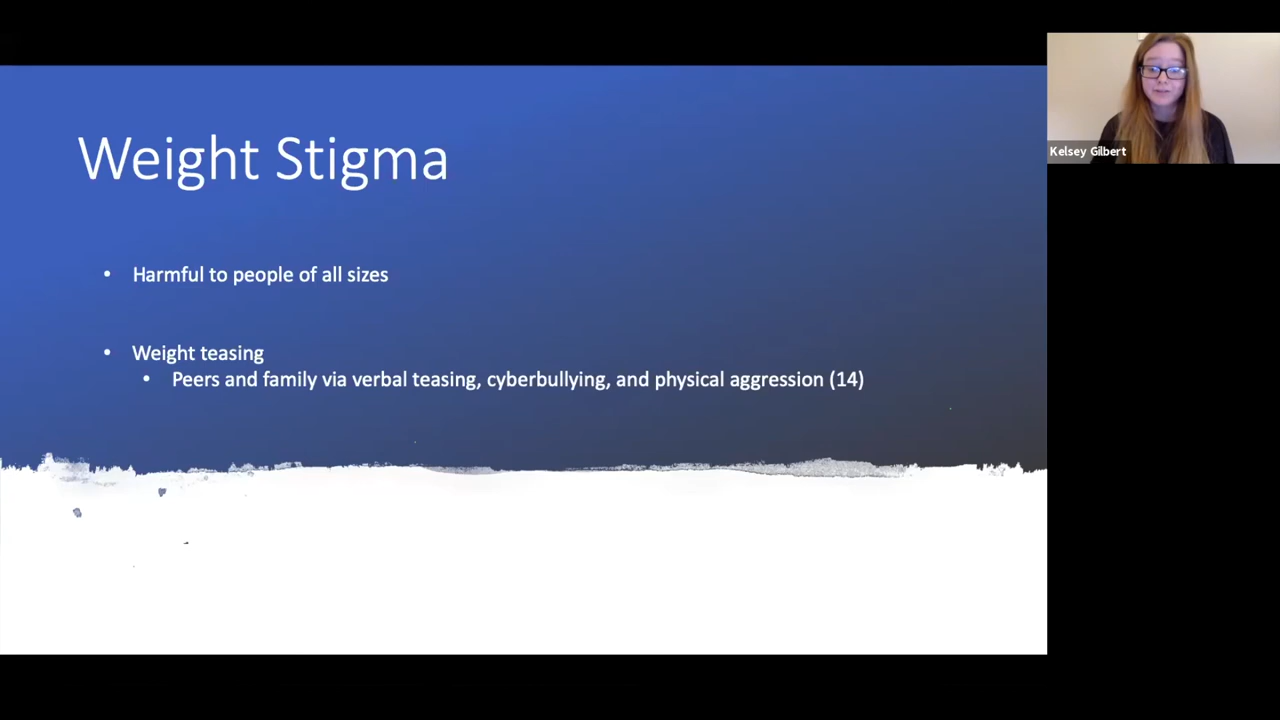 Weight Stigma
• Harmful to people of all sizes
• Weight teasing
• Peers and family via verbal teasing, cyberbullying, and physical aggression (14)
Kelsey Gilbert